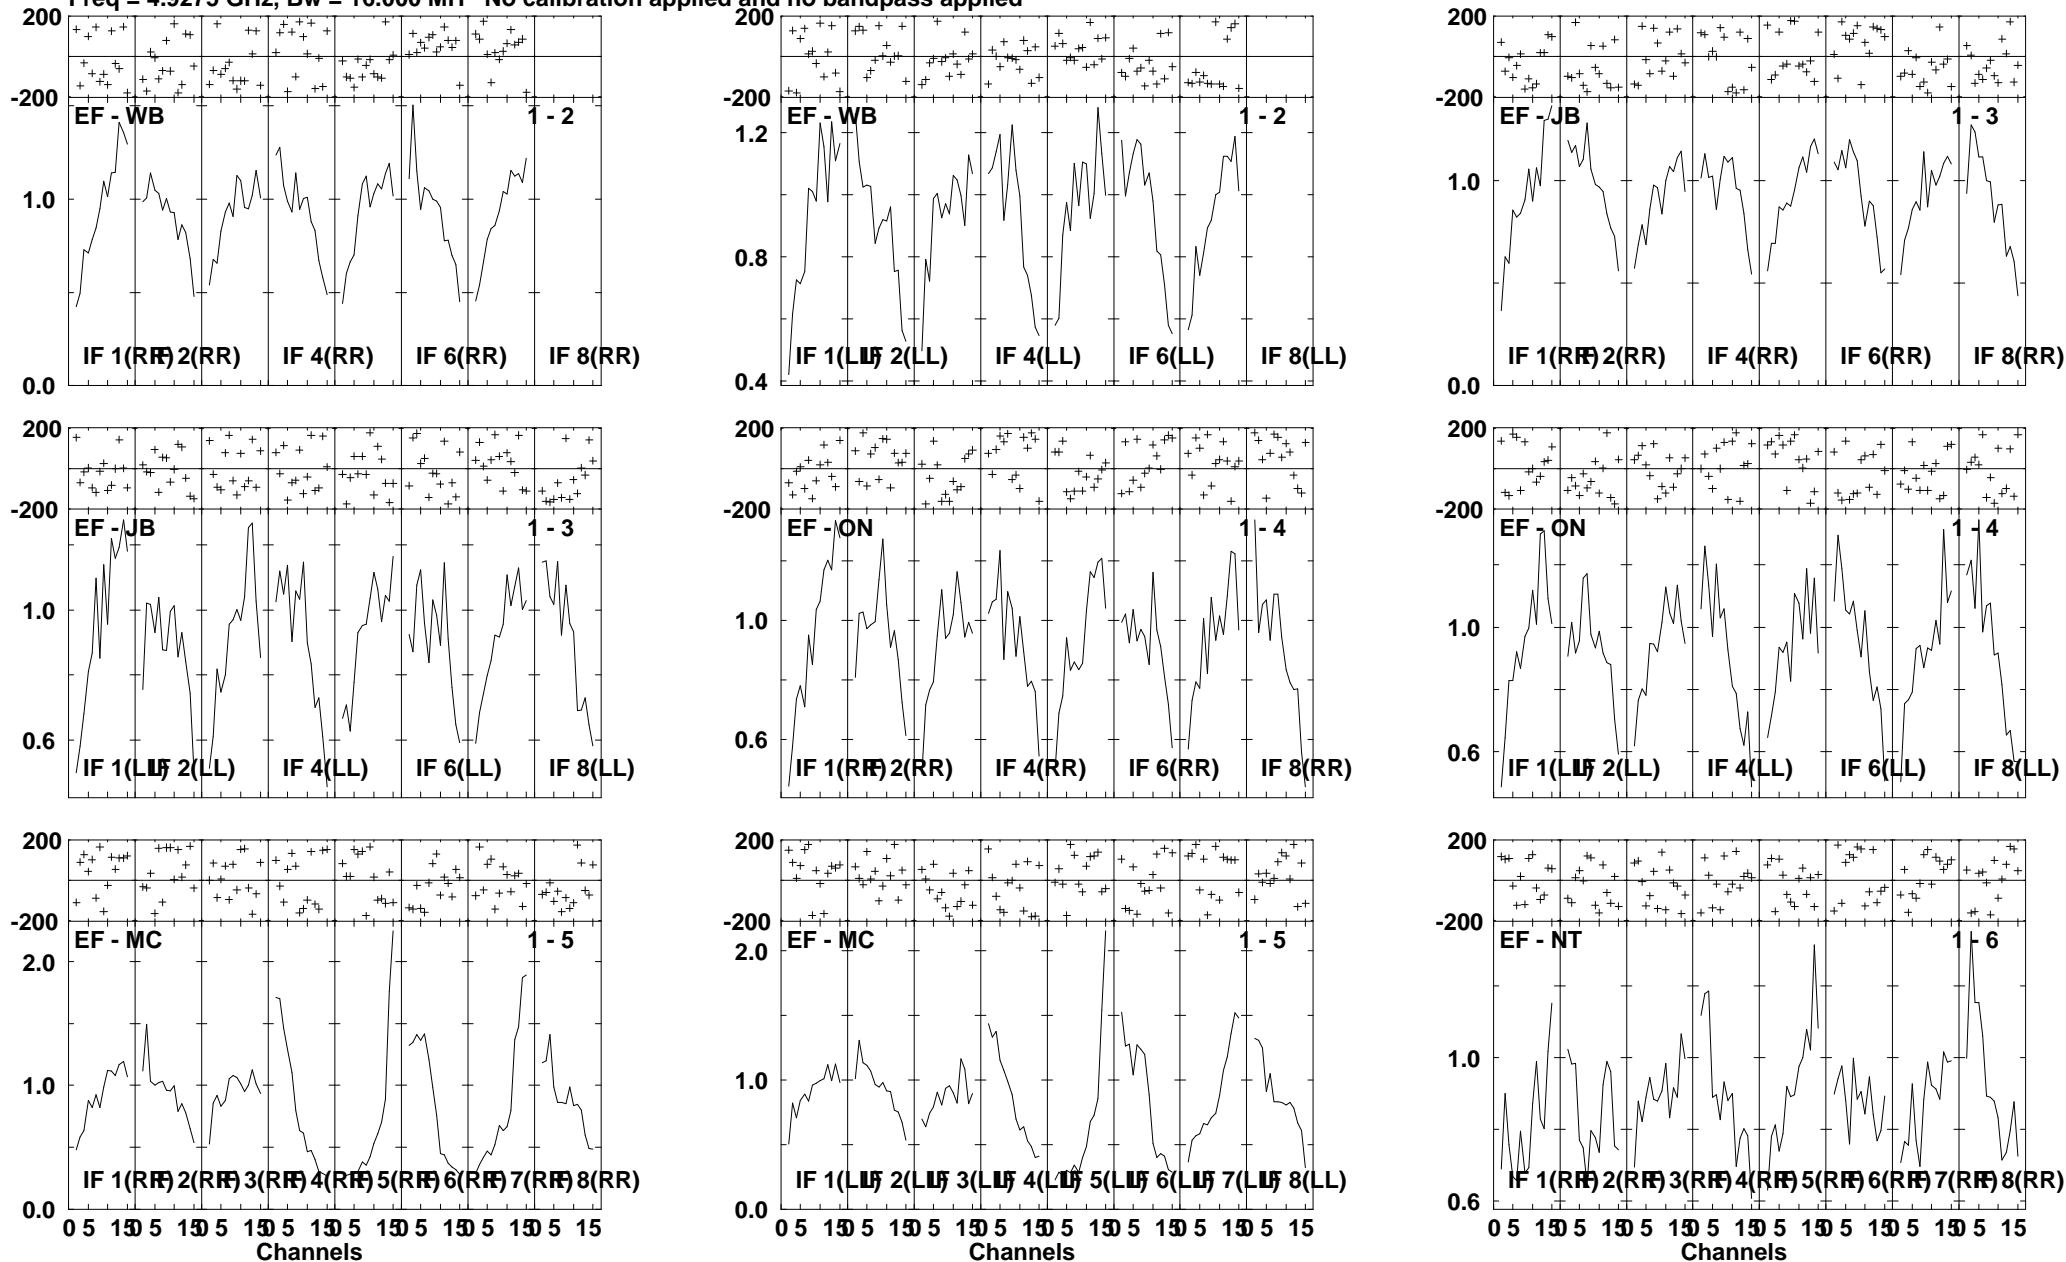 Freq = 4.9275 GHz, Bw = 16.000 MH No calibration applied and no bandpass applied
200
-200
EF - WB 1 - 2
1.0
0.0
IF 1(RR) IF 2(RR) IF 4(RR) IF 6(RR) IF 8(RR)
200
-200
EF - WB 1 - 2
1.2
0.8
0.4
IF 1(LL) IF 2(LL) IF 4(LL) IF 6(LL) IF 8(LL)
200
-200
EF - JB 1 - 3
1.0
0.0
IF 1(RR) IF 2(RR) IF 4(RR) IF 6(RR) IF 8(RR)
200
-200
EF - JB 1 - 3
1.0
0.6
IF 1(LL) IF 2(LL) IF 4(LL) IF 6(LL) IF 8(LL)
200
-200
EF - ON 1 - 4
1.0
0.6
IF 1(RR) IF 2(RR) IF 4(RR) IF 6(RR) IF 8(RR)
200
-200
EF - ON 1 - 4
1.0
0.6
IF 1(LL) IF 2(LL) IF 4(LL) IF 6(LL) IF 8(LL)
200
-200
EF - MC 1 - 5
2.0
1.0
0.0
IF 1(RR) IF 2(RR) IF 3(RR) IF 4(RR) IF 5(RR) IF 6(RR) IF 7(RR) IF 8(RR)
0 5 15 0 5 15 0 5 15 0 5 15 0 5 15 0 5 15 0 5 15 0 5 15
Channels
200
-200
EF - MC 1 - 5
2.0
1.0
0.0
IF 1(LL) IF 2(LL) IF 3(LL) IF 4(LL) IF 5(LL) IF 6(LL) IF 7(LL) IF 8(LL)
0 5 15 0 5 15 0 5 15 0 5 15 0 5 15 0 5 15 0 5 15 0 5 15
Channels
200
-200
EF - NT 1 - 6
1.0
0.6
IF 1(RR) IF 2(RR) IF 3(RR) IF 4(RR) IF 5(RR) IF 6(RR) IF 7(RR) IF 8(RR)
0 5 15 0 5 15 0 5 15 0 5 15 0 5 15 0 5 15 0 5 15 0 5 15
Channels